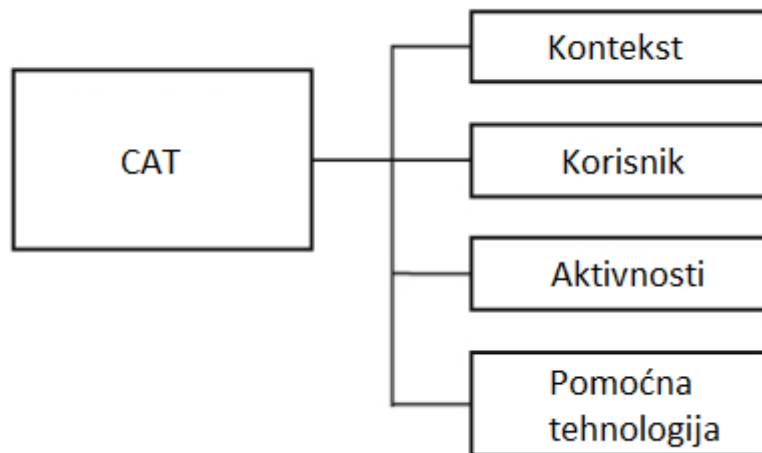 Kontekst
CAT
Korisnik
Aktivnosti
Pomoćna
tehnologija